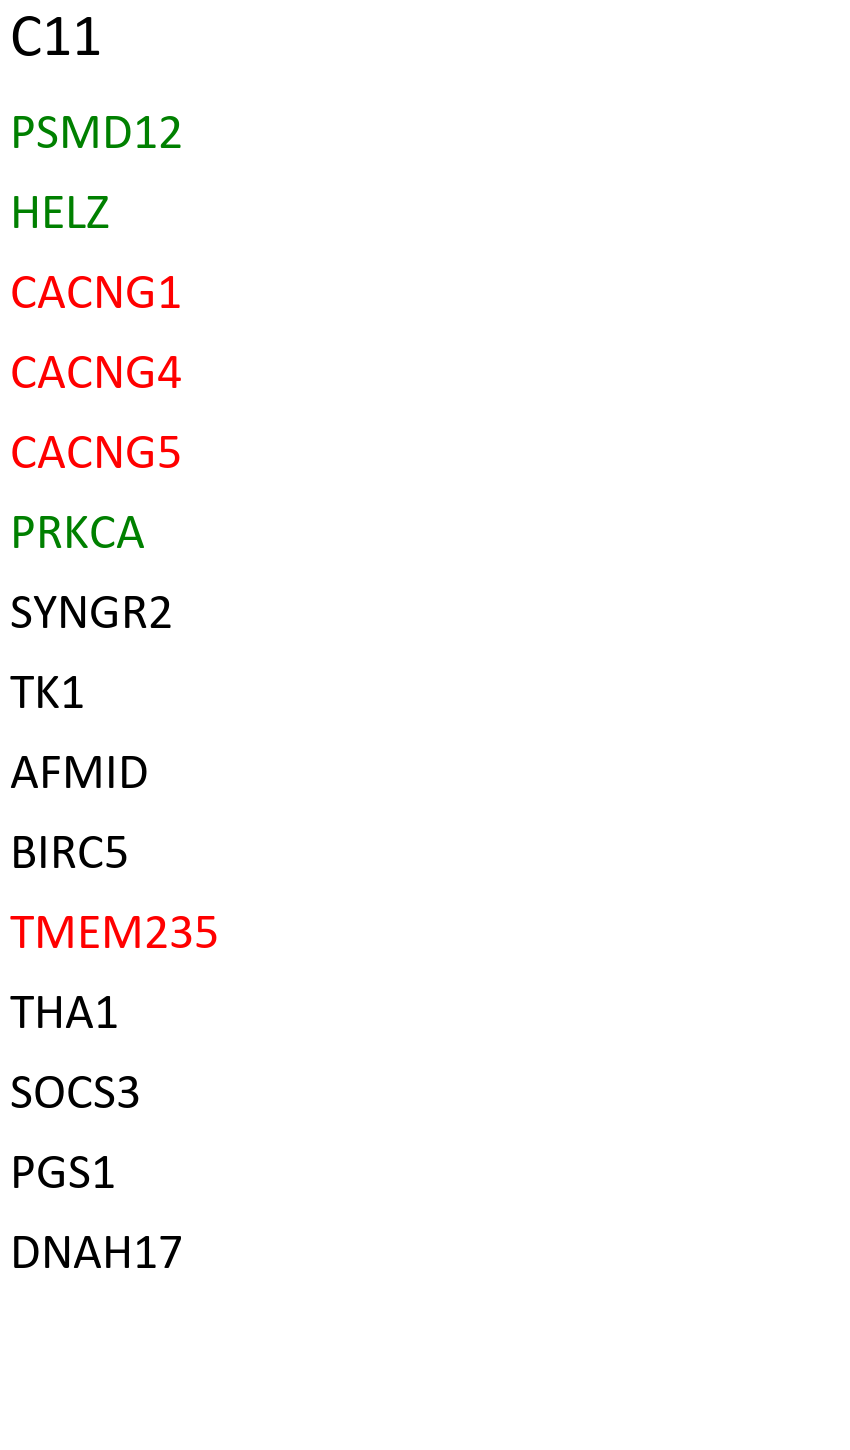 C11
PSMD12
HELZ
CACNG1
CACNG4
CACNG5
PRKCA
SYNGR2
TK1
AFMID
BIRC5
TMEM235
THA1
SOCS3
PGS1
DNAH17